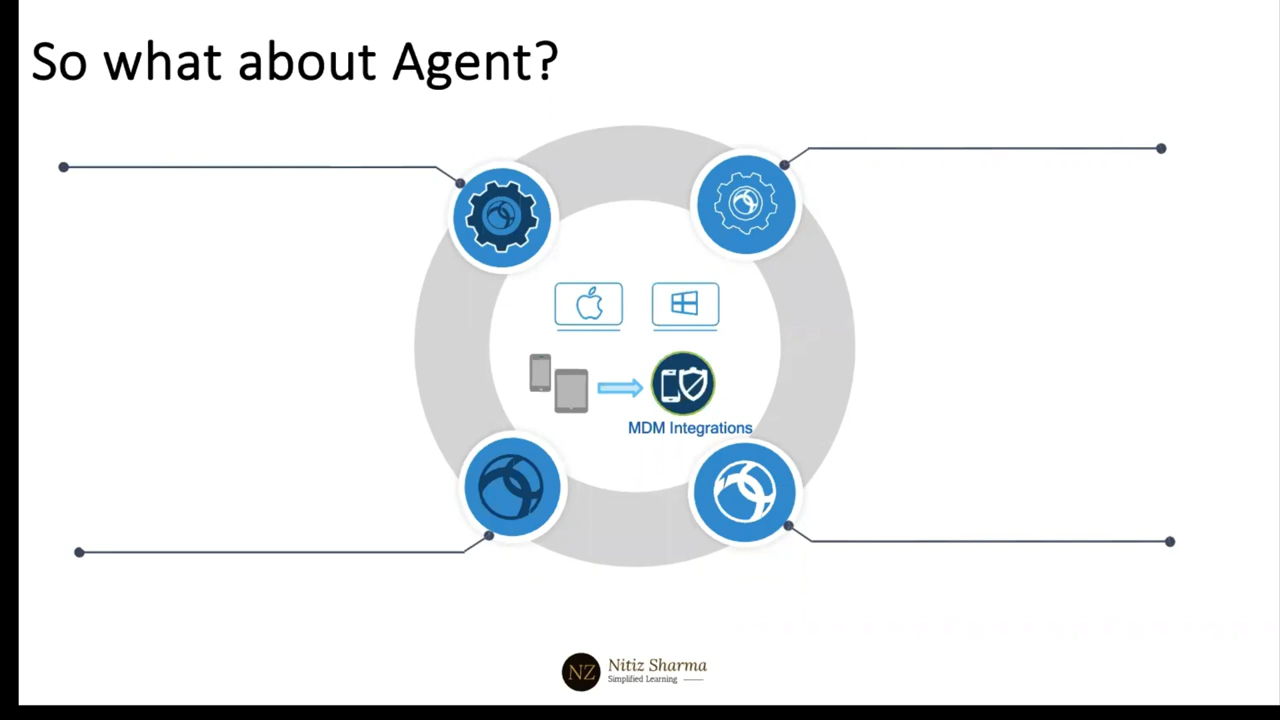 So what about Agent?
MDM Integrations
NZ
Nitiz Sharma
Simplified Learning